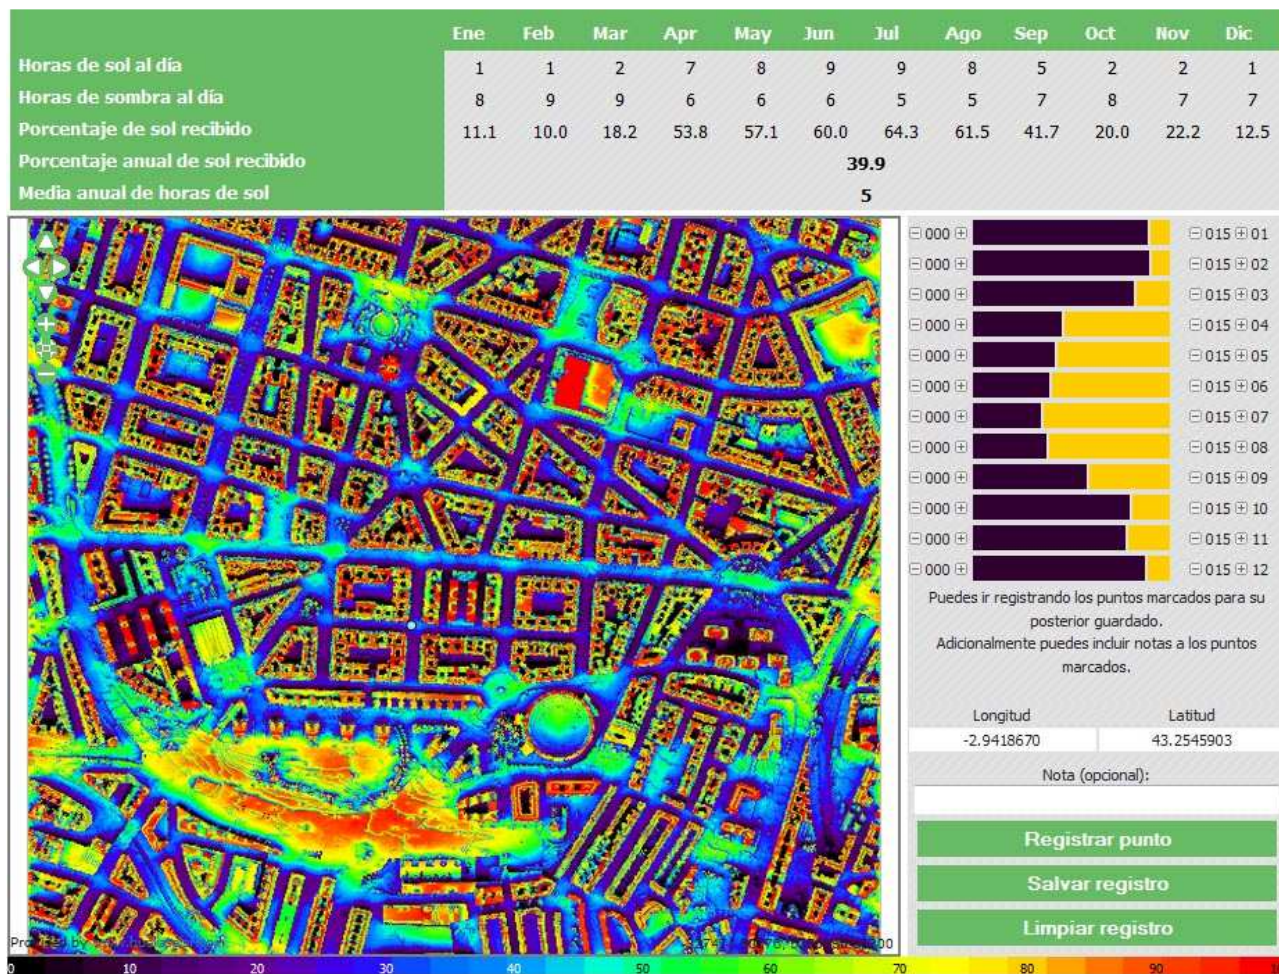 Ene Feb Mar Apr May Jun Jul Ago Sep Oct Nov Dic
Horas de sol al día 1 1 2 7 8 9 9 8 5 2 2 1
Horas de sombra al día 8 9 9 6 6 6 5 5 7 8 7 7
Porcentaje de sol recibido 11.1 10.0 18.2 53.8 57.1 60.0 64.3 61.5 41.7 20.0 22.2 12.5
Porcentaje anual de sol recibido 39.9
Media anual de horas de sol 5
000 015 01
000 015 02
000 015 03
000 015 04
000 015 05
000 015 06
000 015 07
000 015 08
000 015 09
000 015 10
000 015 11
000 015 12
Puedes ir registrando los puntos marcados para su
posterior guardado.
Adicionalmente puedes incluir notas a los puntos
marcados.
Longitud Latitud
-2.9418670 43.2545903
Nota (opcional):
Registrar punto
Salvar registro
Limpiar registro
0 10 20 30 40 50 60 70 80 90